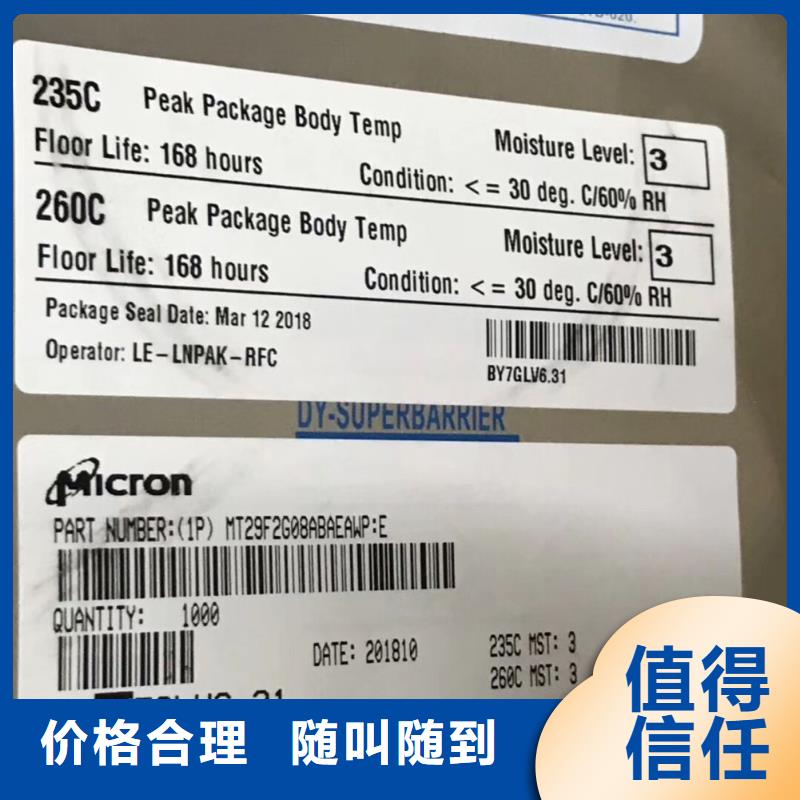 235C Peak Package Body Temp Moisture Level: 3
Floor Life: 168 hours Condition: <= 30 deg. C/60% RH
260C Peak Package Body Temp Moisture Level: 3
Floor Life: 168 hours Condition: <= 30 deg. C/60% RH
Package Seal Date: Mar 12 2018
Operator: LE-LNPAK-RFC
BY7GLV6.31
DY-SUPERBARRIER
Micron
PART NUMBER:(1P) MT29F2G08ABAEAWP:E
QUANTITY: 1000
DATE: 201810
235C MST: 3
260C MST: 3
值得
信任
价格合理 随叫随到